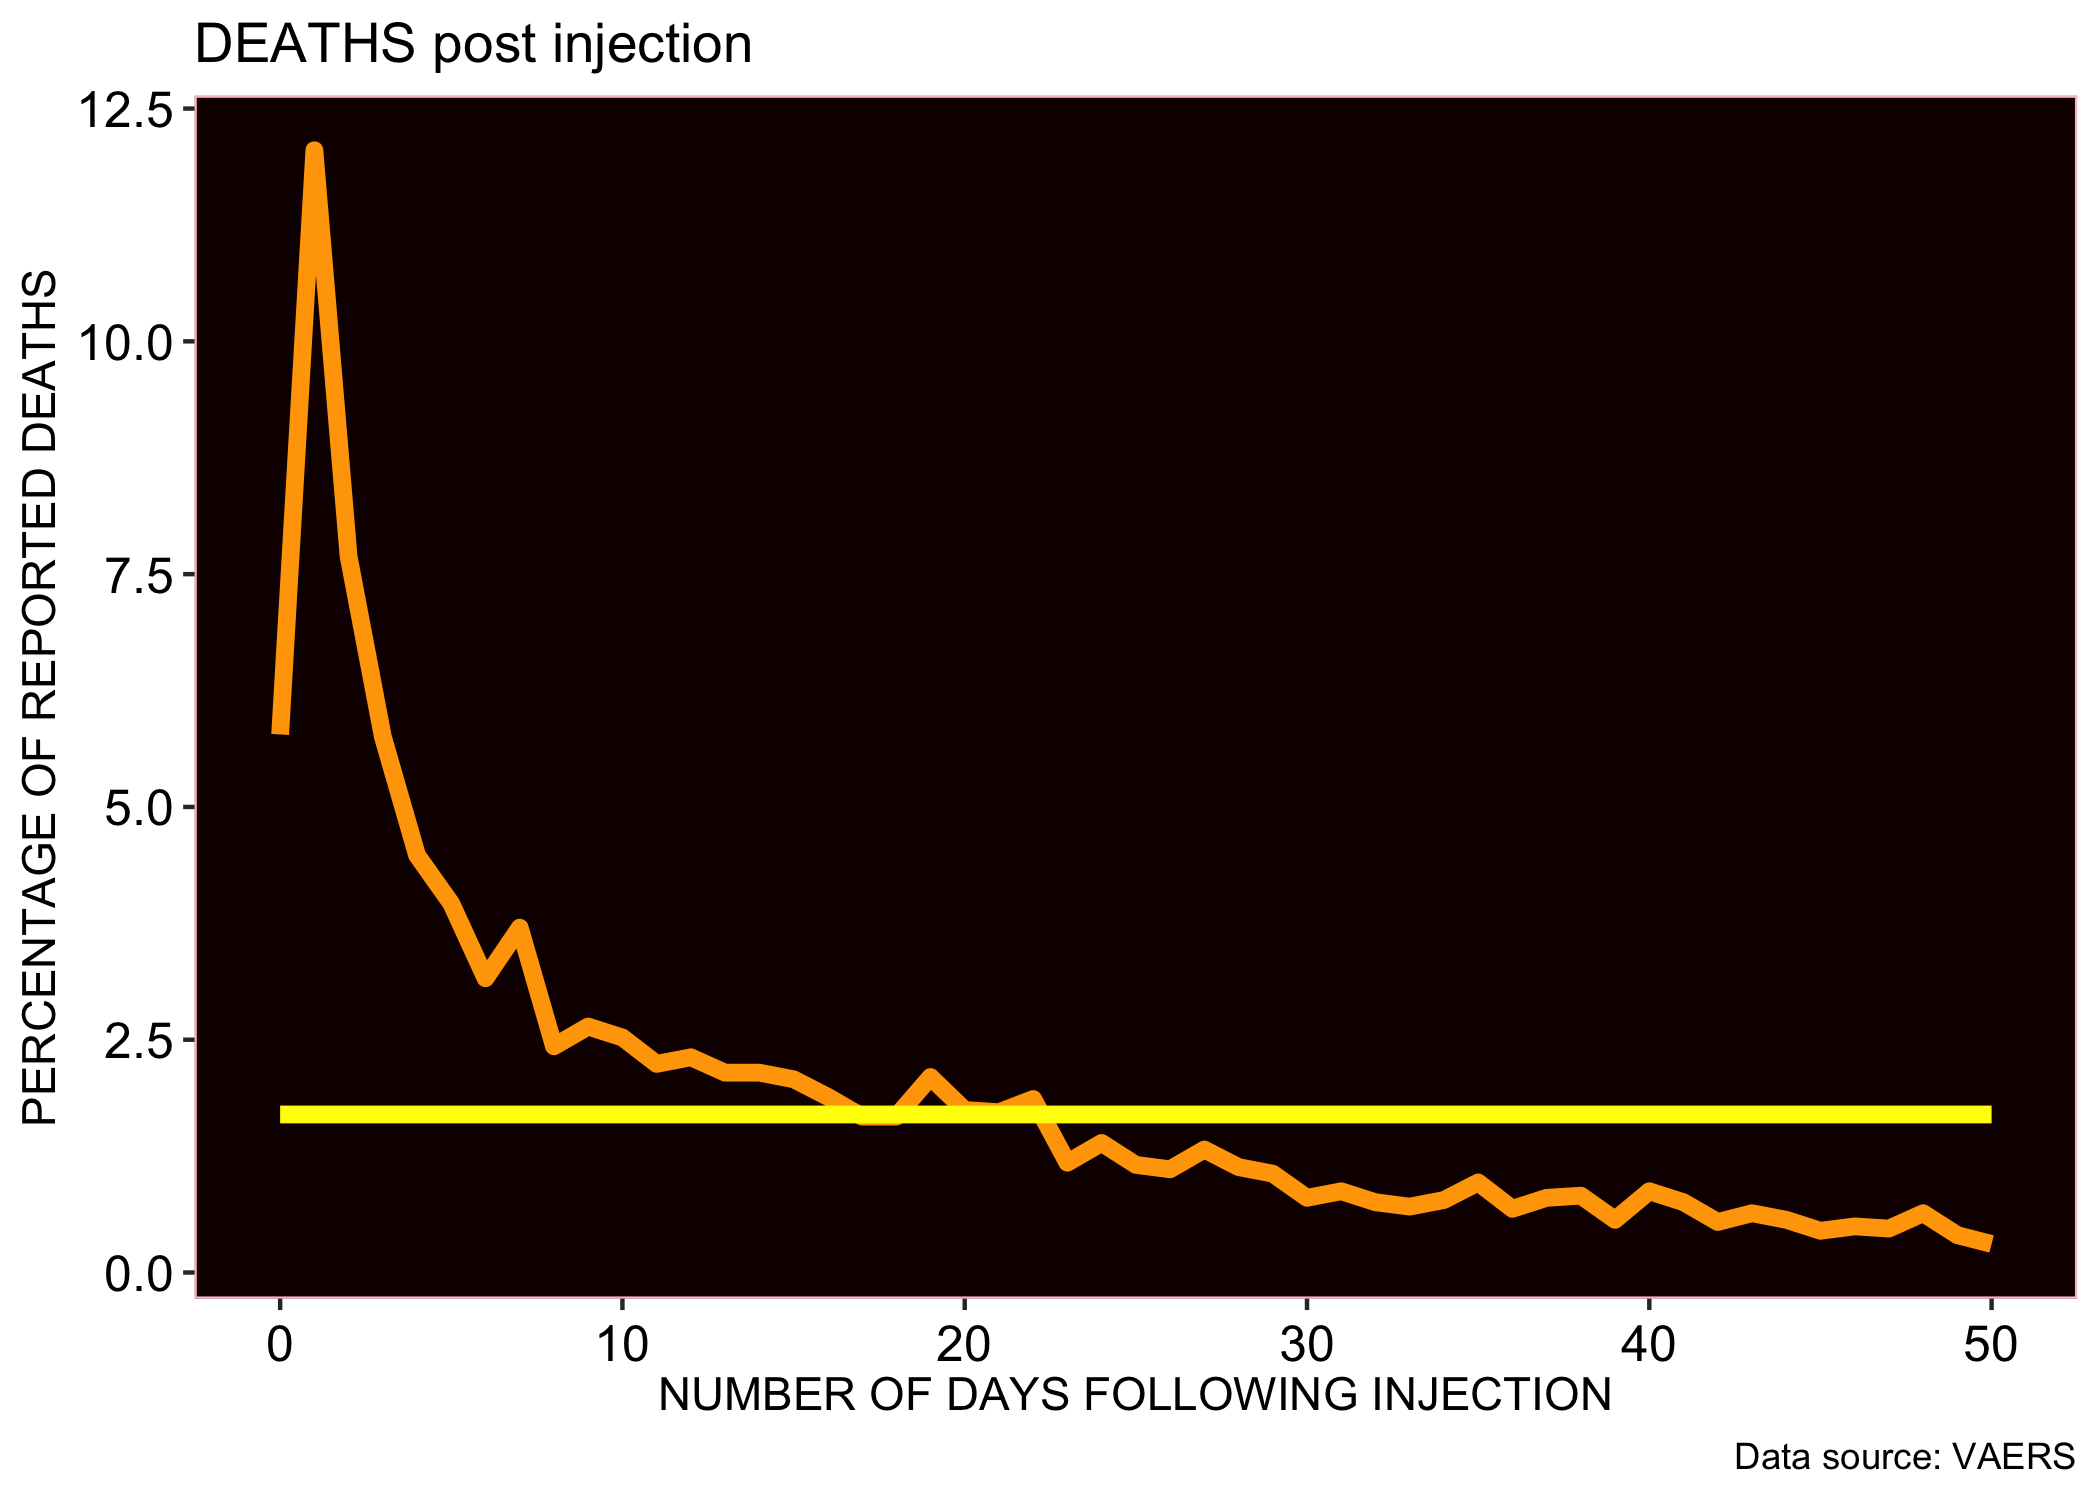 DEATHS post injection
12.5
10.0
7.5
5.0
2.5
0.0
PERCENTAGE OF REPORTED DEATHS
0 10 20 30 40 50
NUMBER OF DAYS FOLLOWING INJECTION
Data source: VAERS